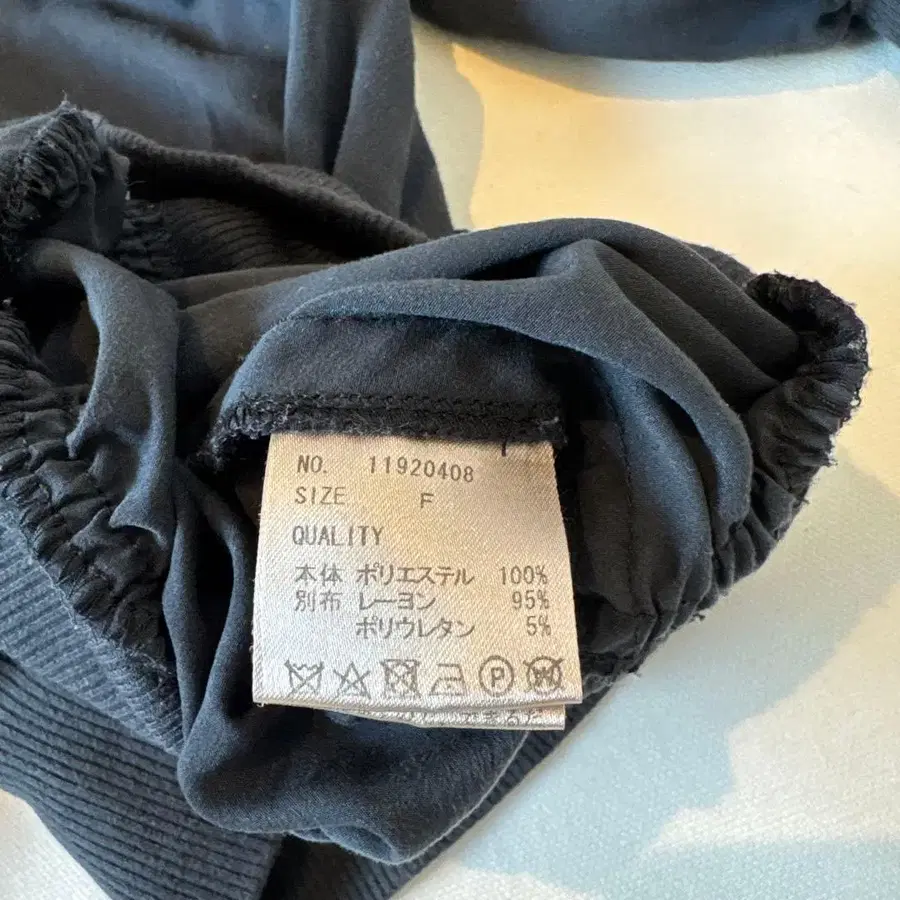 NO. 11920408
SIZE F
QUALITY
本体 ポリエステル 100%
別布 レーヨン 95%
ポリウレタン 5%
P
W